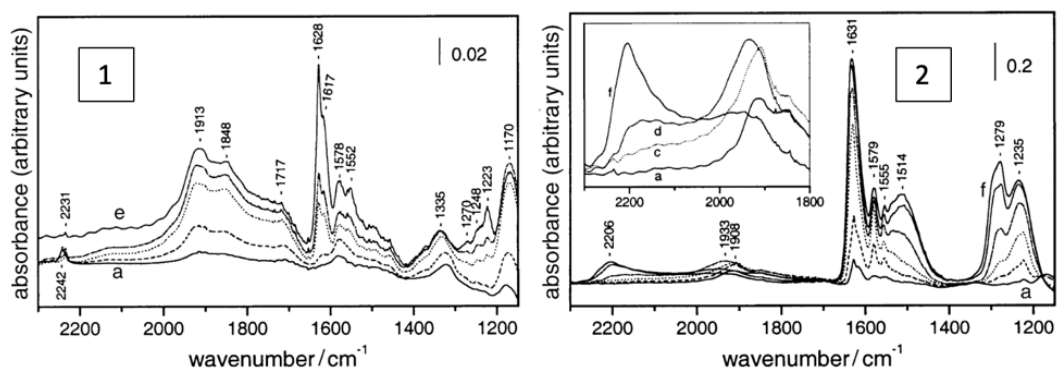 absorbance (arbitrary units)
1
0.02
2242
2231
1913
1848
1717
1628
1617
1578
1552
1335
1270
1248
1223
1170
e
a
2200 2000 1800 1600 1400 1200
wavenumber / cm-1
absorbance (arbitrary units)
2
0.2
f
d
c
a
2200 2000 1900 1800
2206
1933
1908
1631
1579
1555
1514
1279
1235
f
a
2200 2000 1800 1600 1400 1200
wavenumber / cm-1